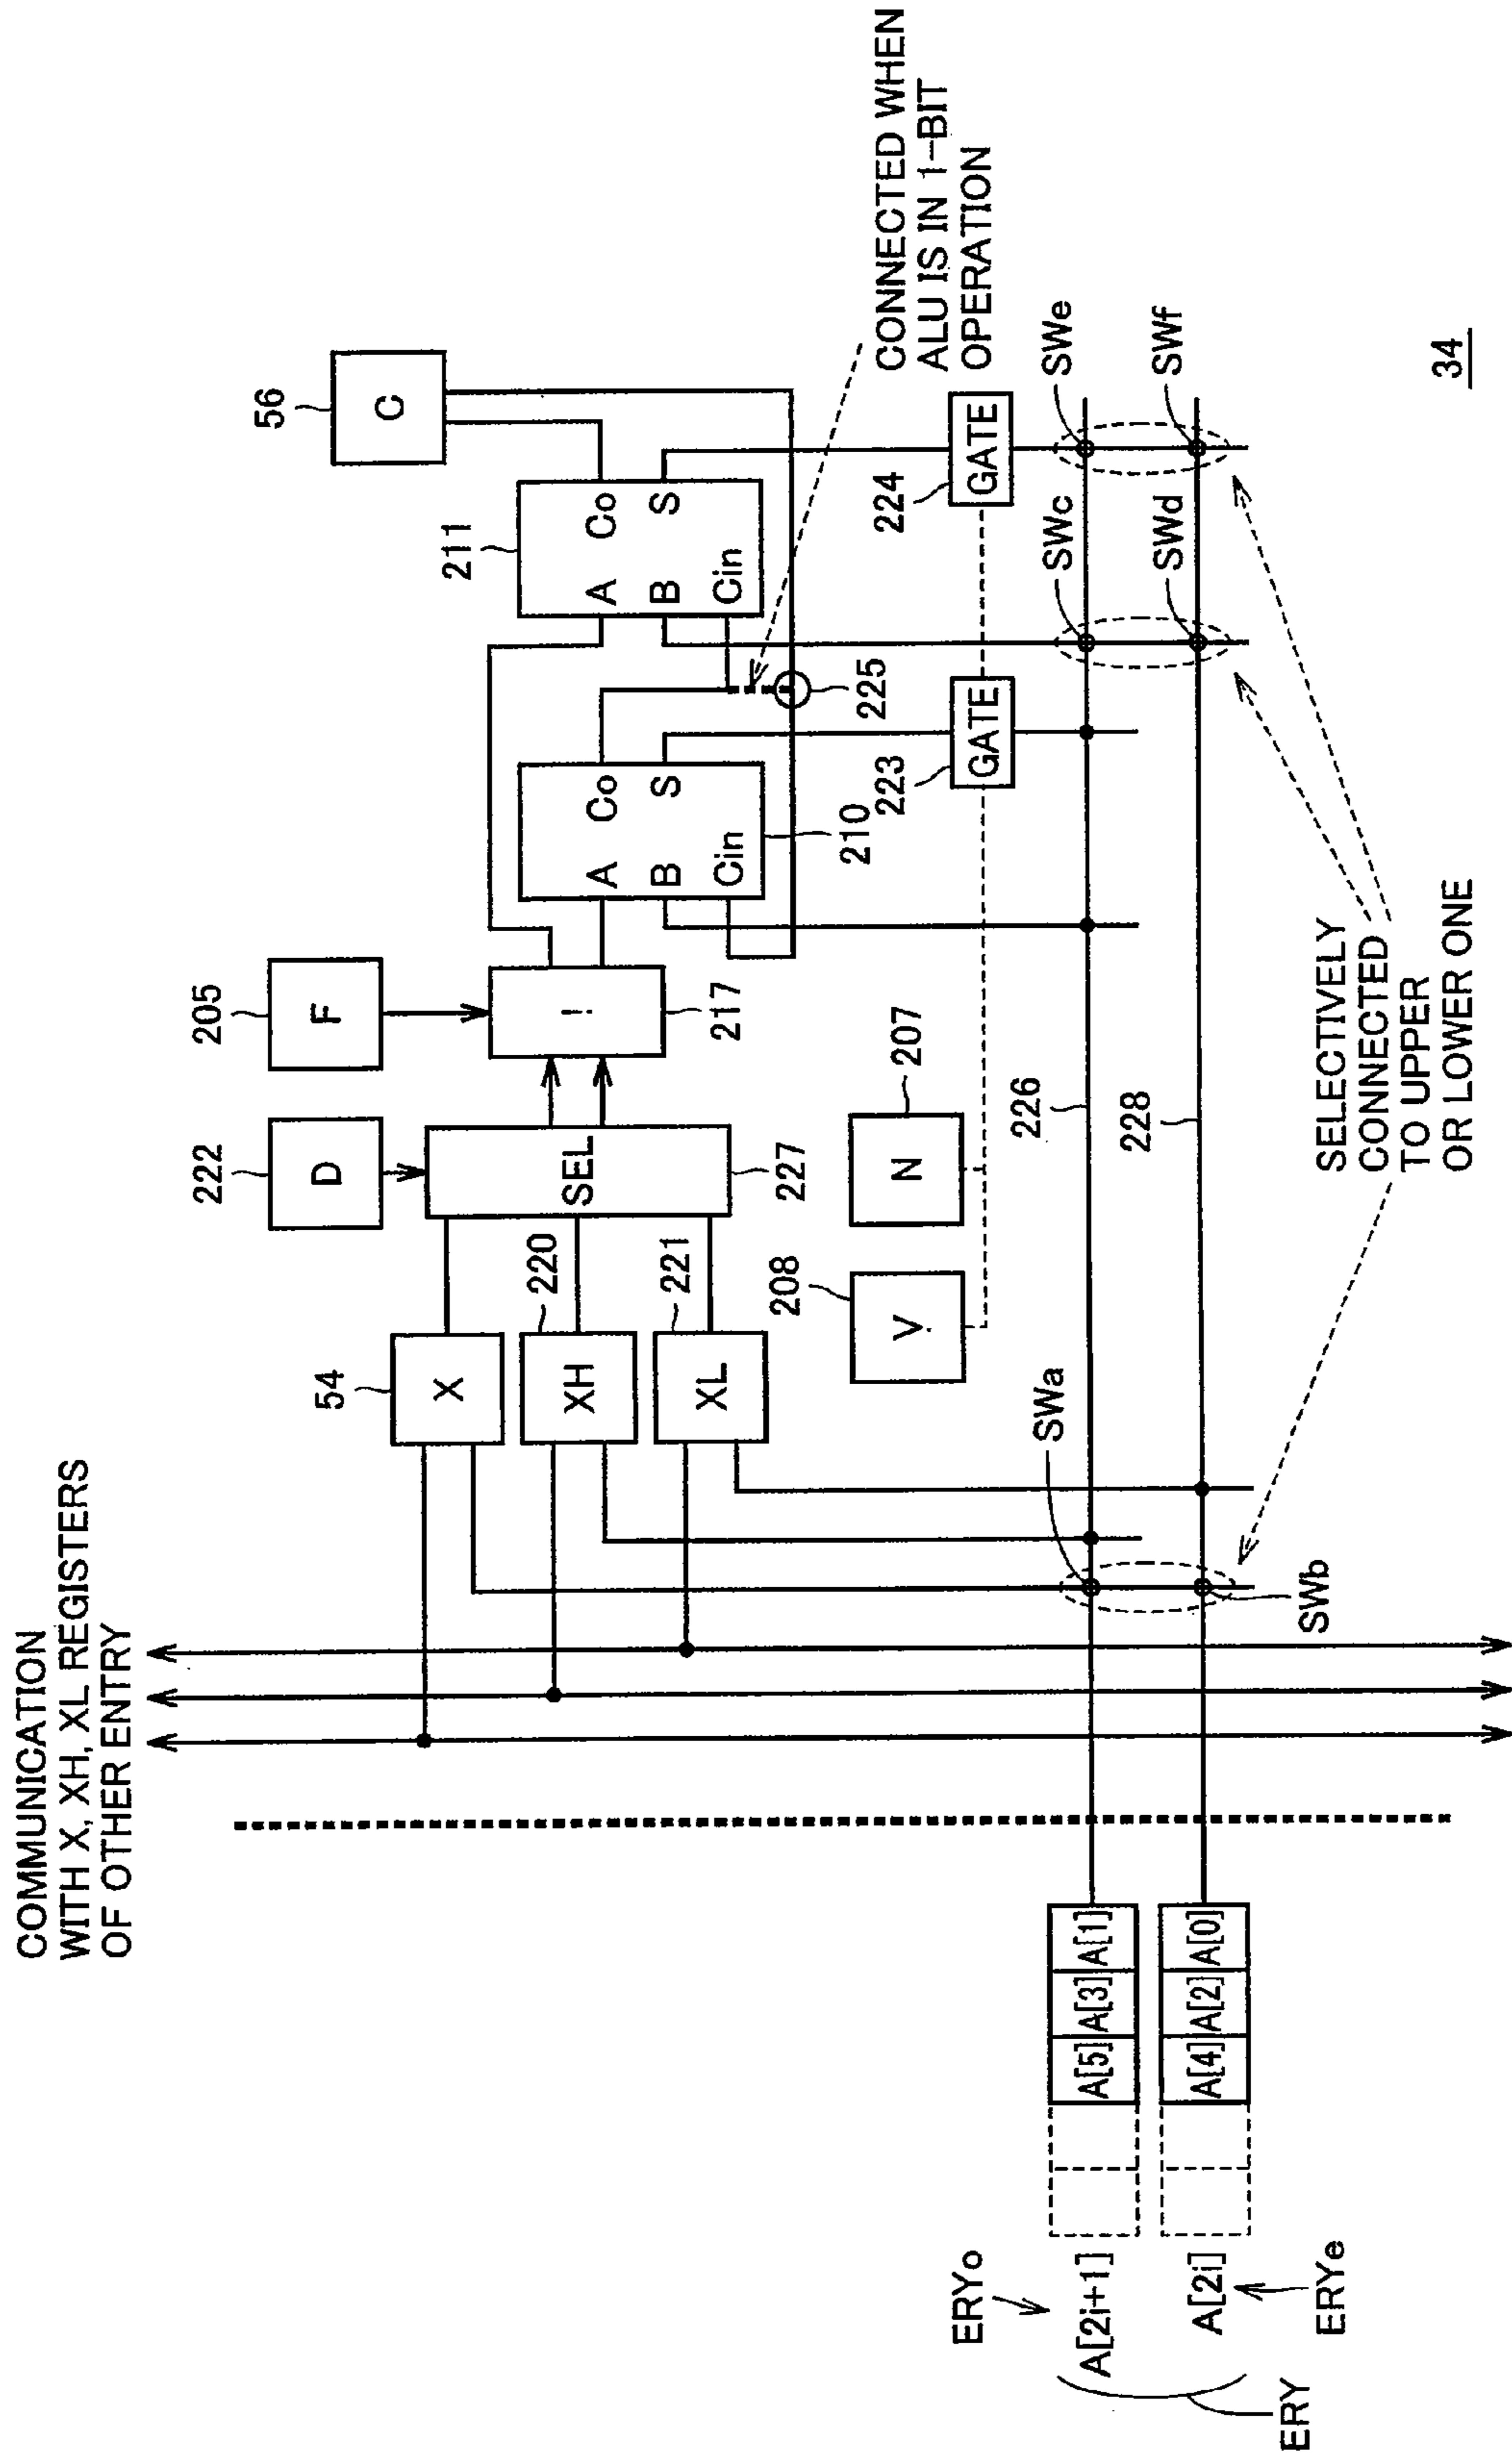 COMMUNICATION
WITH X, XH, XL REGISTERS
OF OTHER ENTRY
54
X
220
XH
221
XL
222
D
SEL
227
205
F
!
217
A
B
Cin
Co
S
210
211
A
B
Cin
Co
S
56
C
225
CONNECTED WHEN
ALU IS IN 1-BIT
OPERATION
208
V
207
N
223
GATE
224
GATE
226
228
SWa
SWb
SWc
SWd
SWe
SWf
SELECTIVELY
CONNECTED
TO UPPER
OR LOWER ONE
ERYo
A[2i+1]
A[5]
A[3]
A[1]
A[2i]
A[4]
A[2]
A[0]
ERYe
ERY
34